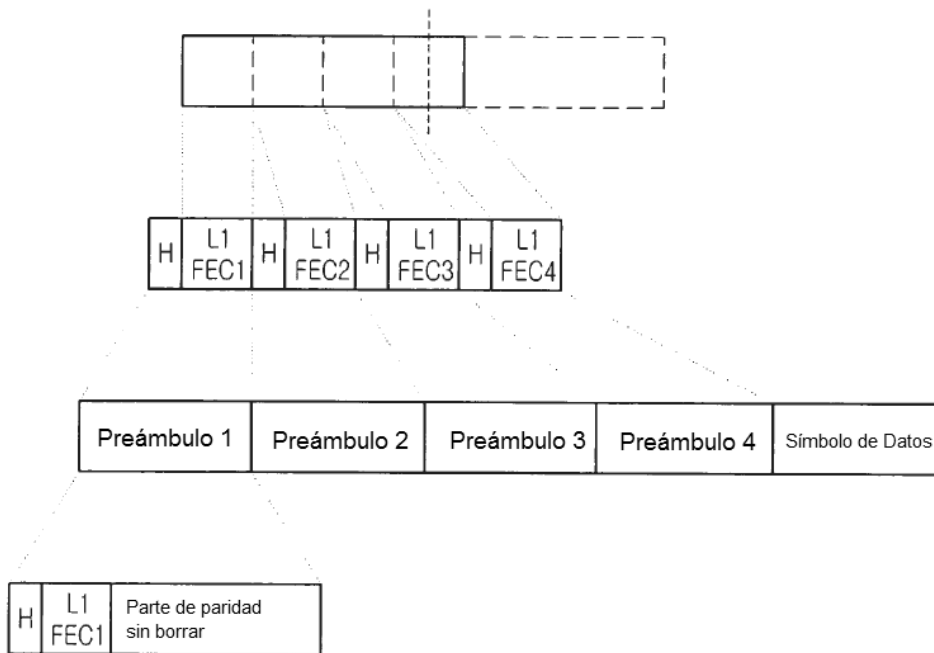 H L1 FEC1 H L1 FEC2 H L1 FEC3 H L1 FEC4
Preámbulo 1 Preámbulo 2 Preámbulo 3 Preámbulo 4 Símbolo de Datos
H L1 FEC1 Parte de paridad
sin borrar